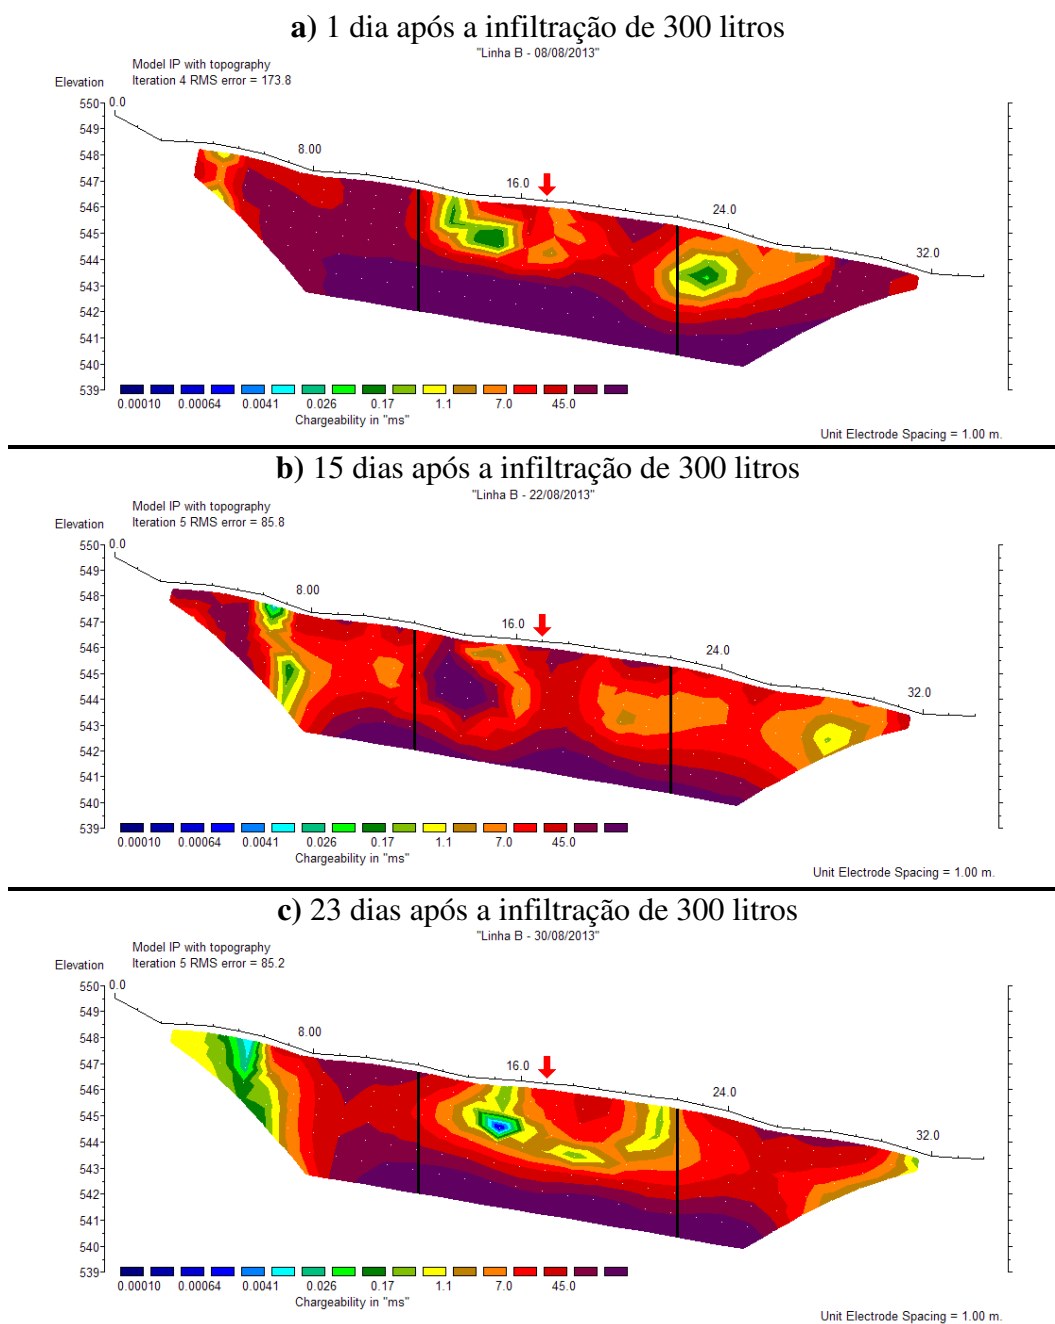 a) 1 dia após a infiltração de 300 litros
"Linha B - 08/08/2013"
Model IP with topography
Iteration 4 RMS error = 173.8
Elevation
550
0.0
549
548
8.00
547
16.0
546
24.0
545
544
32.0
543
542
541
540
539
0.00010 0.00064 0.0041 0.026 0.17 1.1 7.0 45.0
Chargeability in "ms"
Unit Electrode Spacing = 1.00 m.
b) 15 dias após a infiltração de 300 litros
"Linha B - 22/08/2013"
Model IP with topography
Iteration 5 RMS error = 85.8
Elevation
550
0.0
549
548
8.00
547
16.0
546
24.0
545
544
32.0
543
542
541
540
539
0.00010 0.00064 0.0041 0.026 0.17 1.1 7.0 45.0
Chargeability in "ms"
Unit Electrode Spacing = 1.00 m.
c) 23 dias após a infiltração de 300 litros
"Linha B - 30/08/2013"
Model IP with topography
Iteration 5 RMS error = 85.2
Elevation
550
0.0
549
548
8.00
547
16.0
546
24.0
545
544
32.0
543
542
541
540
539
0.00010 0.00064 0.0041 0.026 0.17 1.1 7.0 45.0
Chargeability in "ms"
Unit Electrode Spacing = 1.00 m.